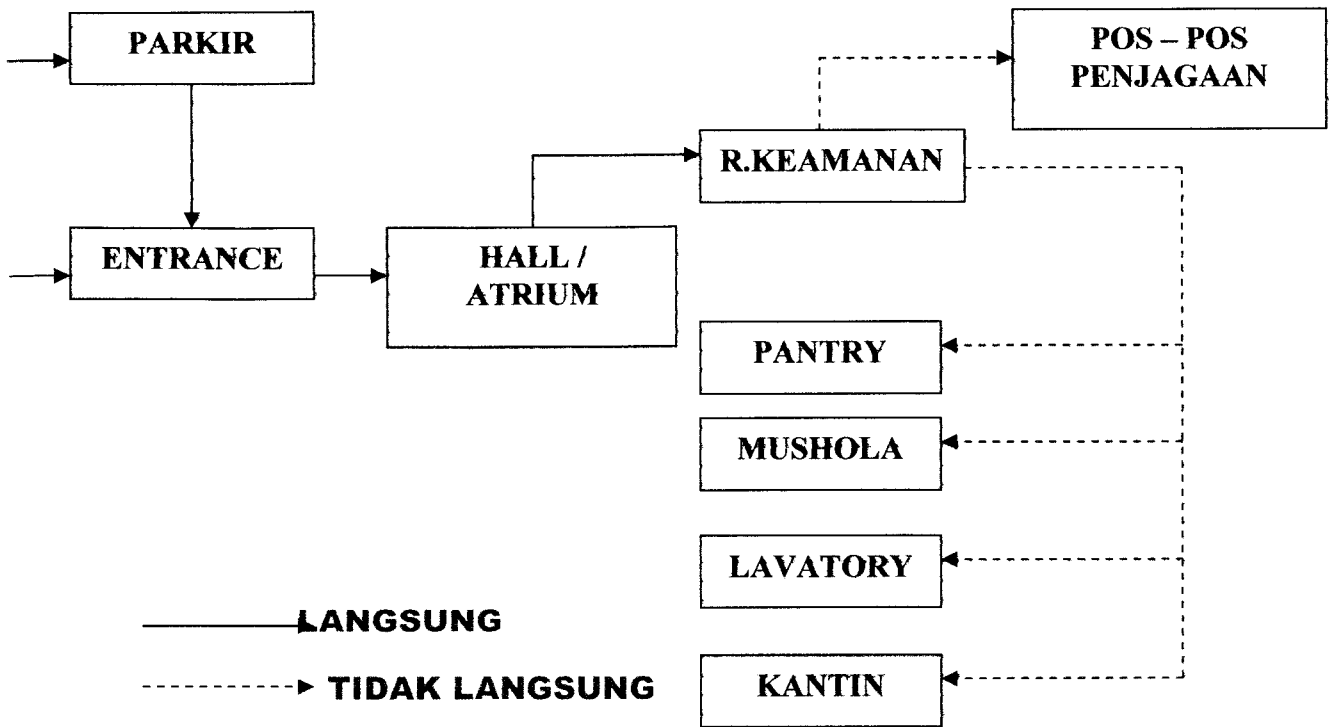 PARKIR
POS – POS
PENJAGAAN
R.KEAMANAN
ENTRANCE
HALL /
ATRIUM
PANTRY
MUSHOLA
LAVATORY
LANGSUNG
TIDAK LANGSUNG
KANTIN